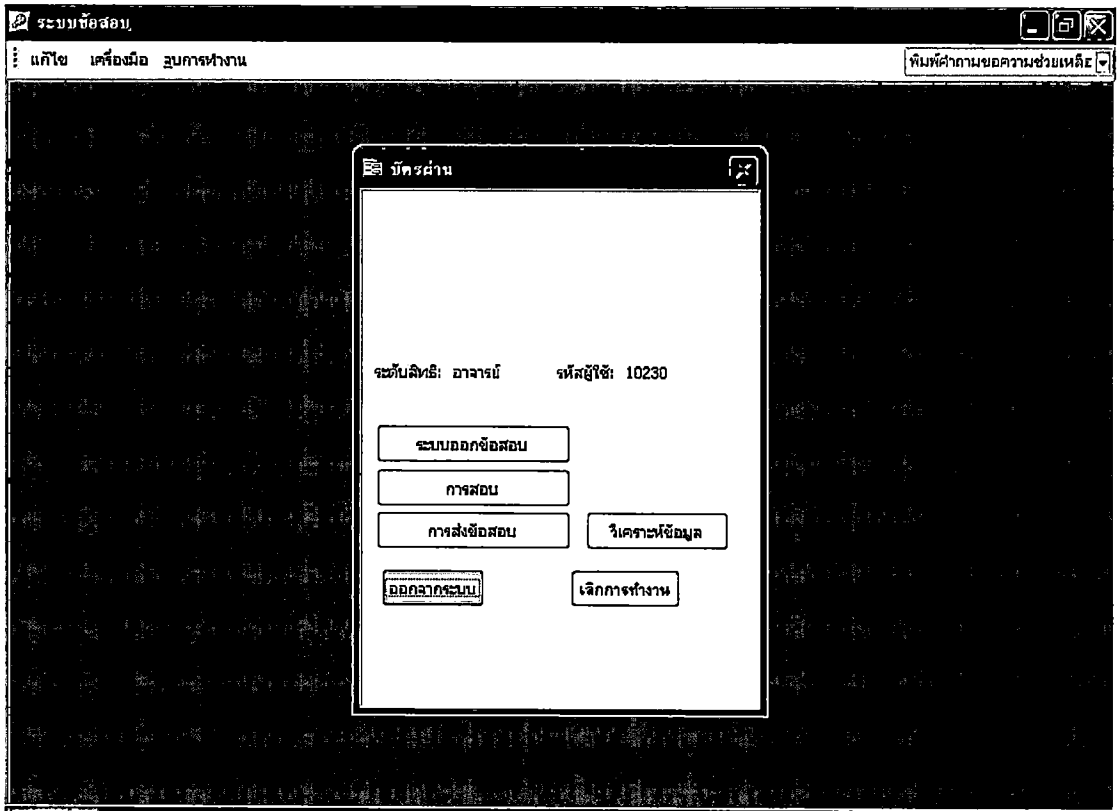 ระบบข้อสอบ
แก้ไข เครื่องมือ จบการทำงาน พิมพ์คำถามขอความช่วยเหลือ
บัตรผ่าน
ระดับสิทธิ: อาจารย์ รหัสผู้ใช้: 10230
ระบบออกข้อสอบ
การสอบ
การส่งข้อสอบ วิเคราะห์ข้อมูล
ออกจากระบบ เลิกการทำงาน